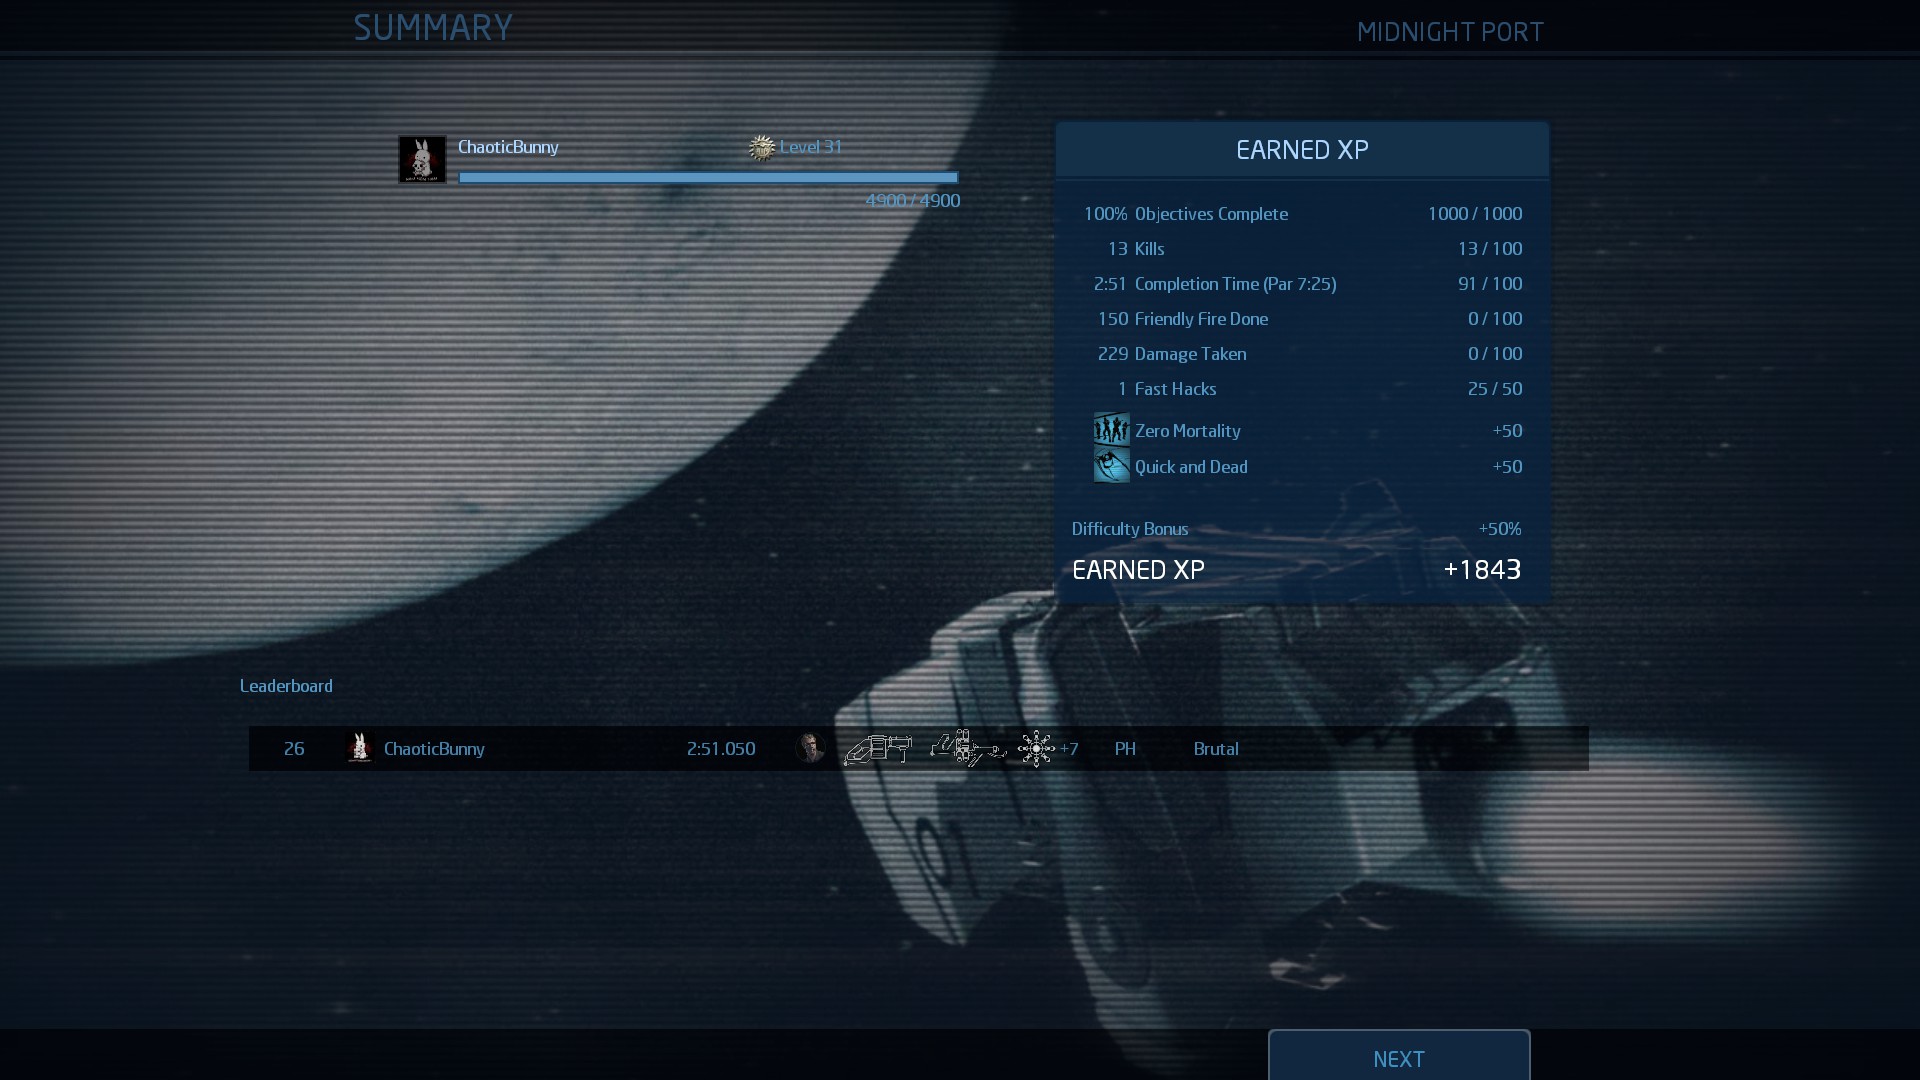 SUMMARY
MIDNIGHT PORT
ChaoticBunny
Level 31
4900 / 4900
EARNED XP
100% Objectives Complete 1000 / 1000
13 Kills 13 / 100
2:51 Completion Time (Par 7:25) 91 / 100
150 Friendly Fire Done 0 / 100
229 Damage Taken 0 / 100
1 Fast Hacks 25 / 50
Zero Mortality +50
Quick and Dead +50
Difficulty Bonus +50%
EARNED XP +1843
Leaderboard
26 ChaoticBunny 2:51.050 +7 PH Brutal
NEXT